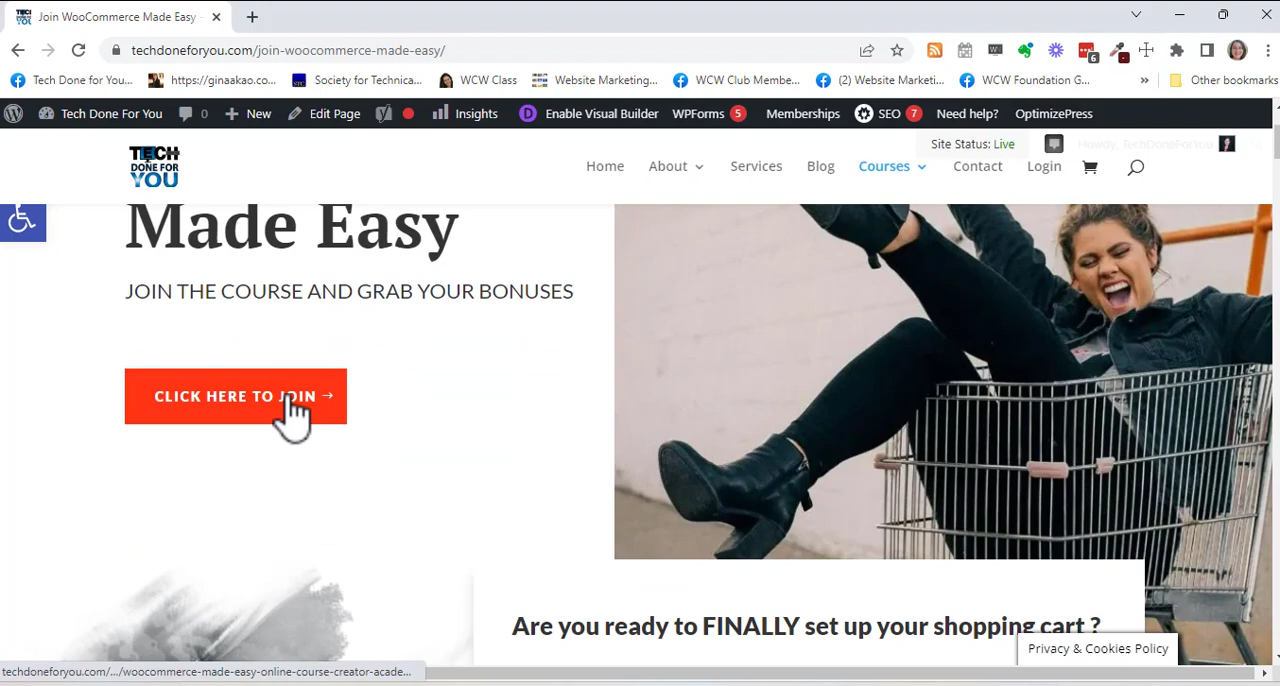 Join WooCommerce Made Easy -
techdoneforyou.com/join-woocommerce-made-easy/
6
Tech Done for You...
https://ginaakao.co...
Society for Technica...
WCW Class
Website Marketing...
WCW Club Membe...
(2) Website Marketi...
WCW Foundation G...
»
Other bookmarks
Tech Done For You
0
New
Edit Page
Insights
Enable Visual Builder
WPForms 5
Memberships
SEO 7
Need help?
OptimizePress
Site Status: Live
Howdy, TechDoneForYou
TECH
DONE FOR
YOU
Home
About
Services
Blog
Courses
Contact
Login
Made Easy
JOIN THE COURSE AND GRAB YOUR BONUSES
CLICK HERE TO JOIN →
Are you ready to FINALLY set up your shopping cart ?
Privacy & Cookies Policy
techdoneforyou.com/.../woocommerce-made-easy-online-course-creator-acade...